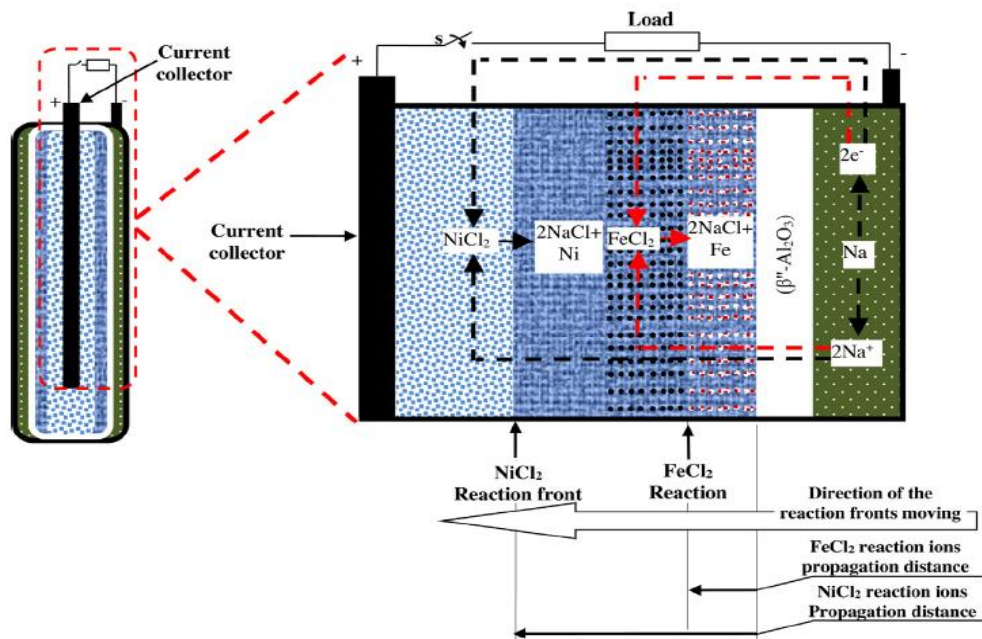 Load
Current
collector
s
+
-
+
-
2e⁻
Current
collector
NiCl₂
2NaCl+
Ni
FeCl₂
2NaCl+
Fe
(β"-Al₂O₃)
Na
2Na⁺
NiCl₂
Reaction front
FeCl₂
Reaction
Direction of the
reaction fronts moving
FeCl₂ reaction ions
propagation distance
NiCl₂ reaction ions
Propagation distance